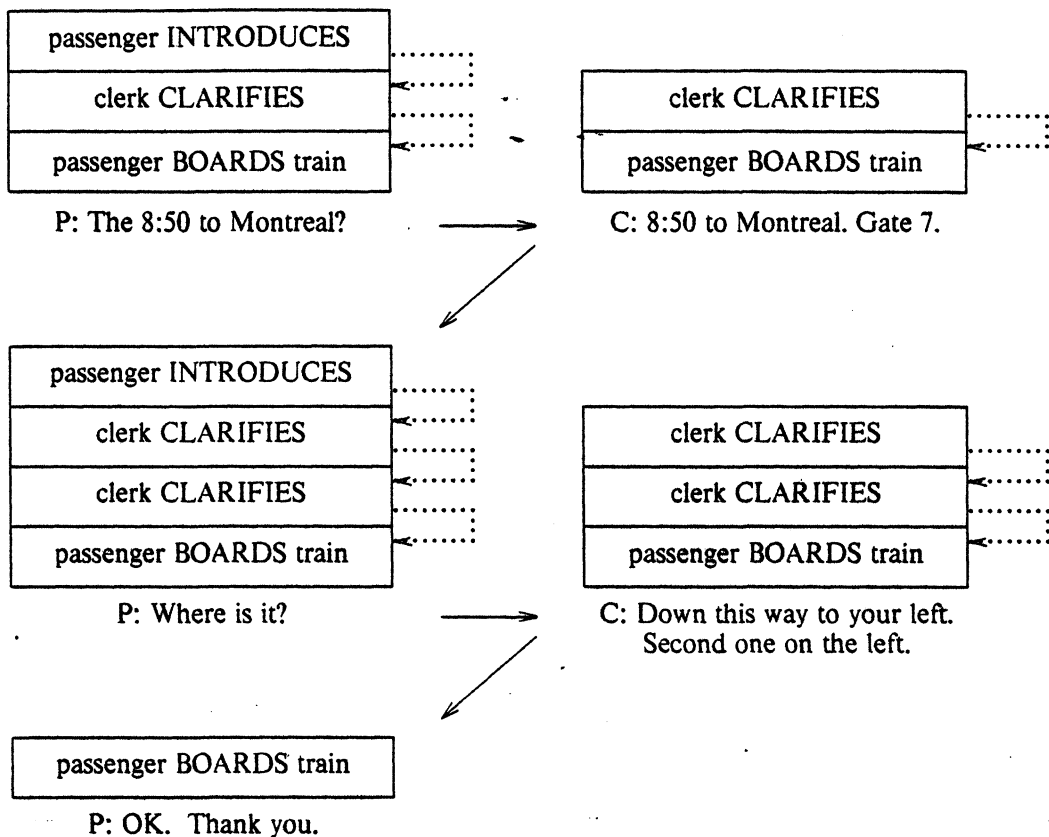 passenger INTRODUCES
clerk CLARIFIES
passenger BOARDS train
P: The 8:50 to Montreal?
clerk CLARIFIES
passenger BOARDS train
C: 8:50 to Montreal. Gate 7.
passenger INTRODUCES
clerk CLARIFIES
clerk CLARIFIES
passenger BOARDS train
P: Where is it?
clerk CLARIFIES
clerk CLARIFIES
passenger BOARDS train
C: Down this way to your left.
Second one on the left.
passenger BOARDS train
P: OK. Thank you.